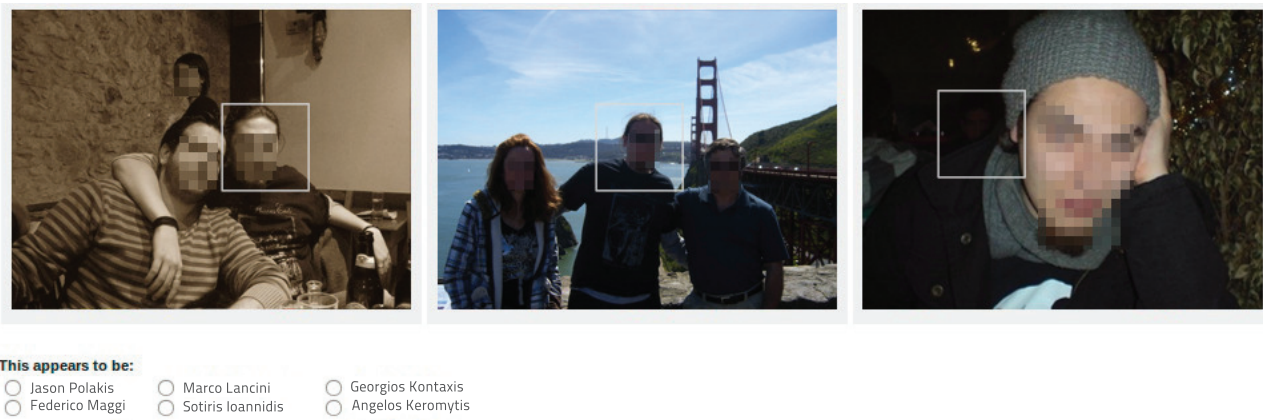 This appears to be:
Jason Polakis Marco Lancini Georgios Kontaxis
Federico Maggi Sotiris Ioannidis Angelos Keromytis